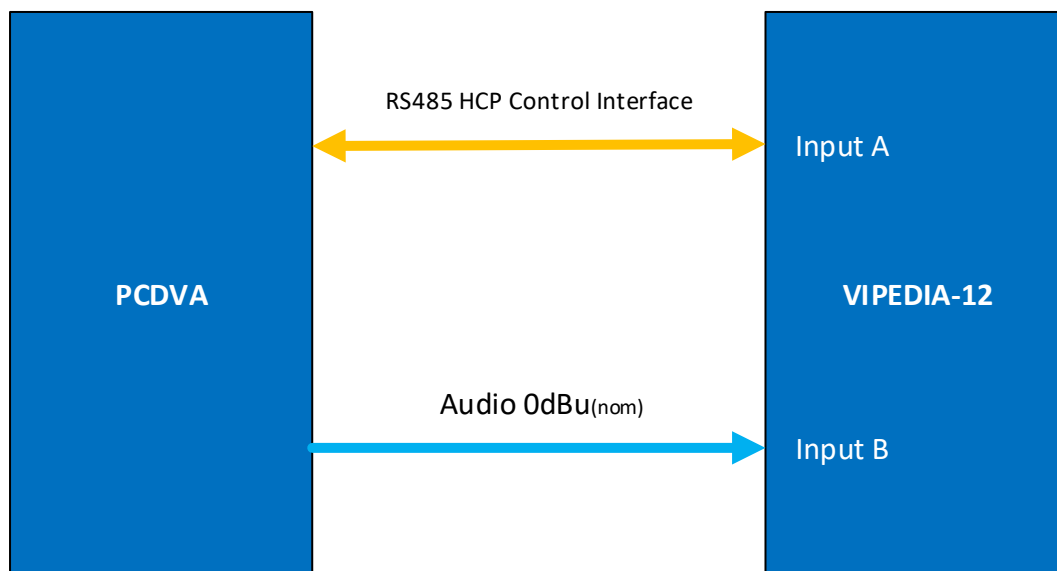 RS485 HCP Control Interface
Input A
PCDVA
VIPEDIA-12
Audio 0dBu(nom)
Input B